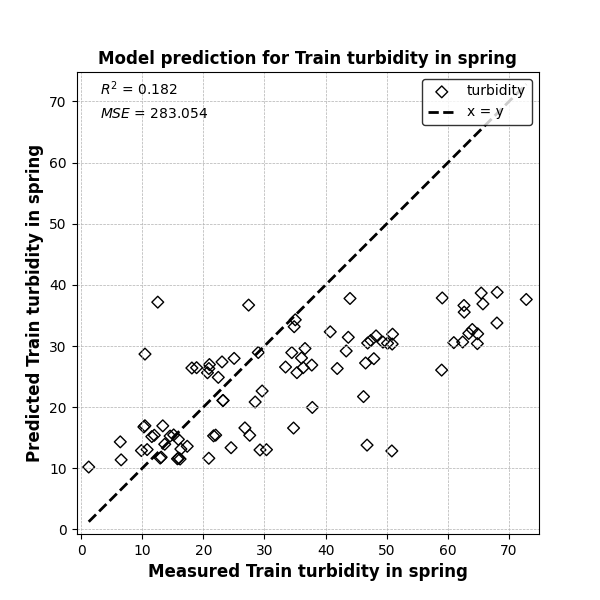 Model prediction for Train turbidity in spring
R² = 0.182
MSE = 283.054
turbidity
x = y
Predicted Train turbidity in spring
70
60
50
40
30
20
10
0
0 10 20 30 40 50 60 70
Measured Train turbidity in spring